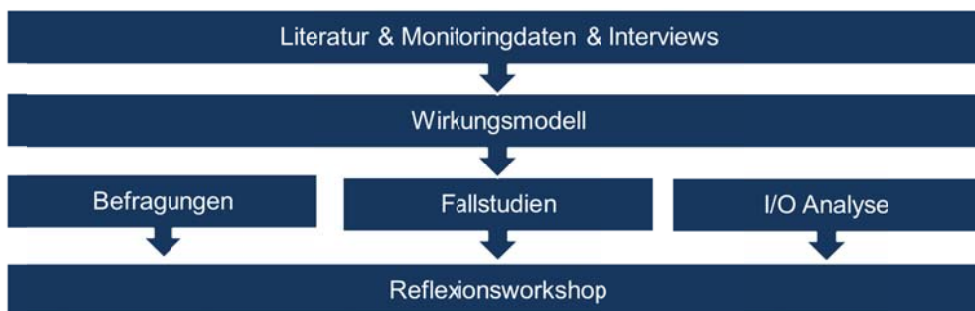 Literatur & Monitoringdaten & Interviews
Wirkungsmodell
Befragungen
Fallstudien
I/O Analyse
Reflexionsworkshop